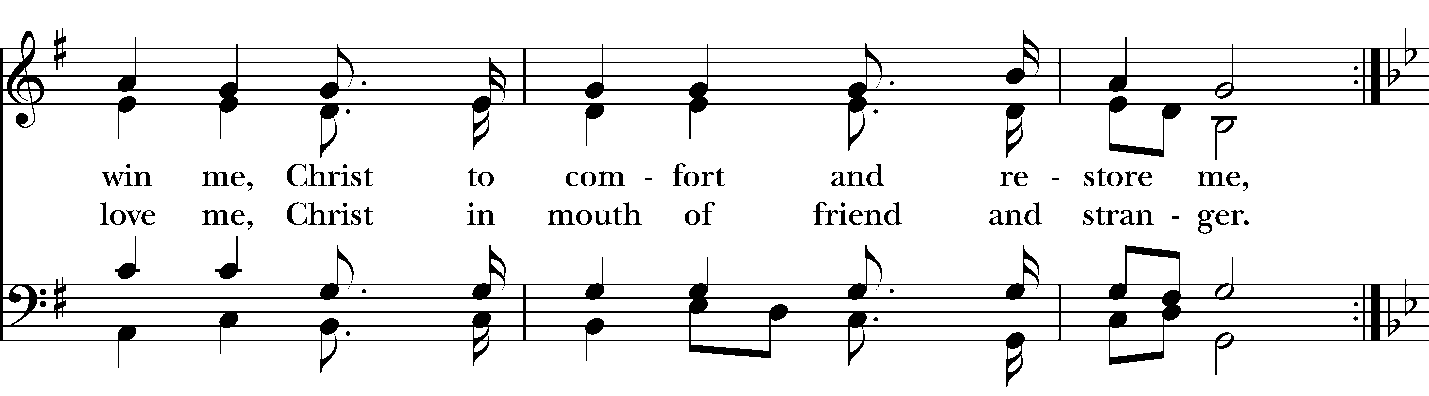 win me, Christ to com - fort and re - store me,
love me, Christ in mouth of friend and stran - ger.